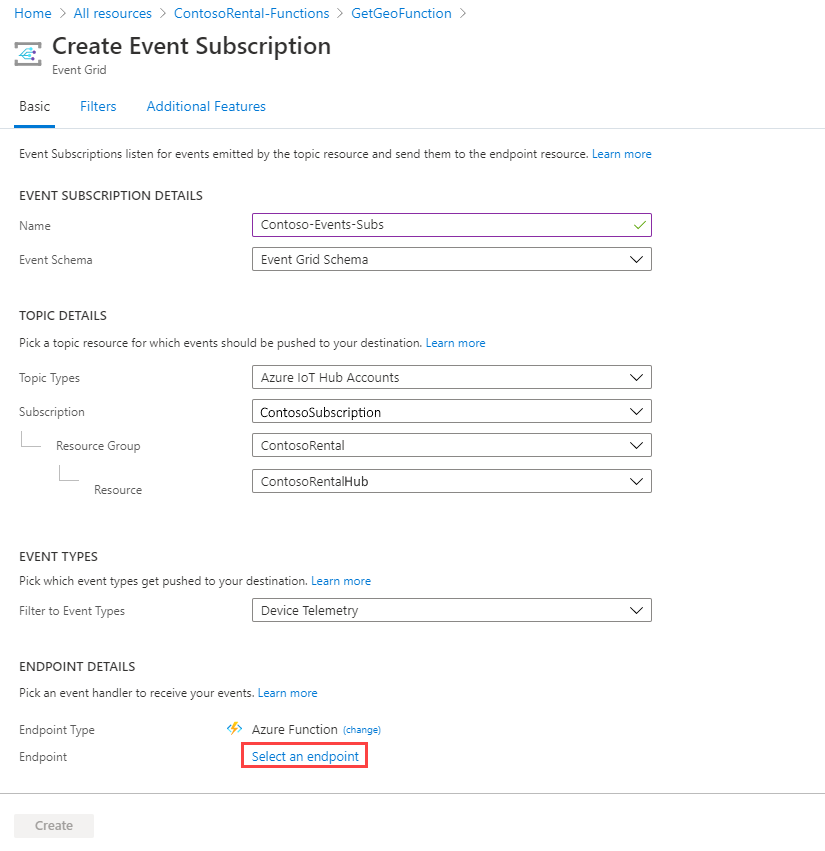 Home > All resources > ContosoRental-Functions > GetGeoFunction >
Create Event Subscription
Event Grid
Basic Filters Additional Features
Event Subscriptions listen for events emitted by the topic resource and send them to the endpoint resource. Learn more
EVENT SUBSCRIPTION DETAILS
Name Contoso-Events-Subs
Event Schema Event Grid Schema
TOPIC DETAILS
Pick a topic resource for which events should be pushed to your destination. Learn more
Topic Types Azure IoT Hub Accounts
Subscription ContosoSubscription
Resource Group ContosoRental
Resource ContosoRentalHub
EVENT TYPES
Pick which event types get pushed to your destination. Learn more
Filter to Event Types Device Telemetry
ENDPOINT DETAILS
Pick an event handler to receive your events. Learn more
Endpoint Type Azure Function (change)
Endpoint Select an endpoint
Create